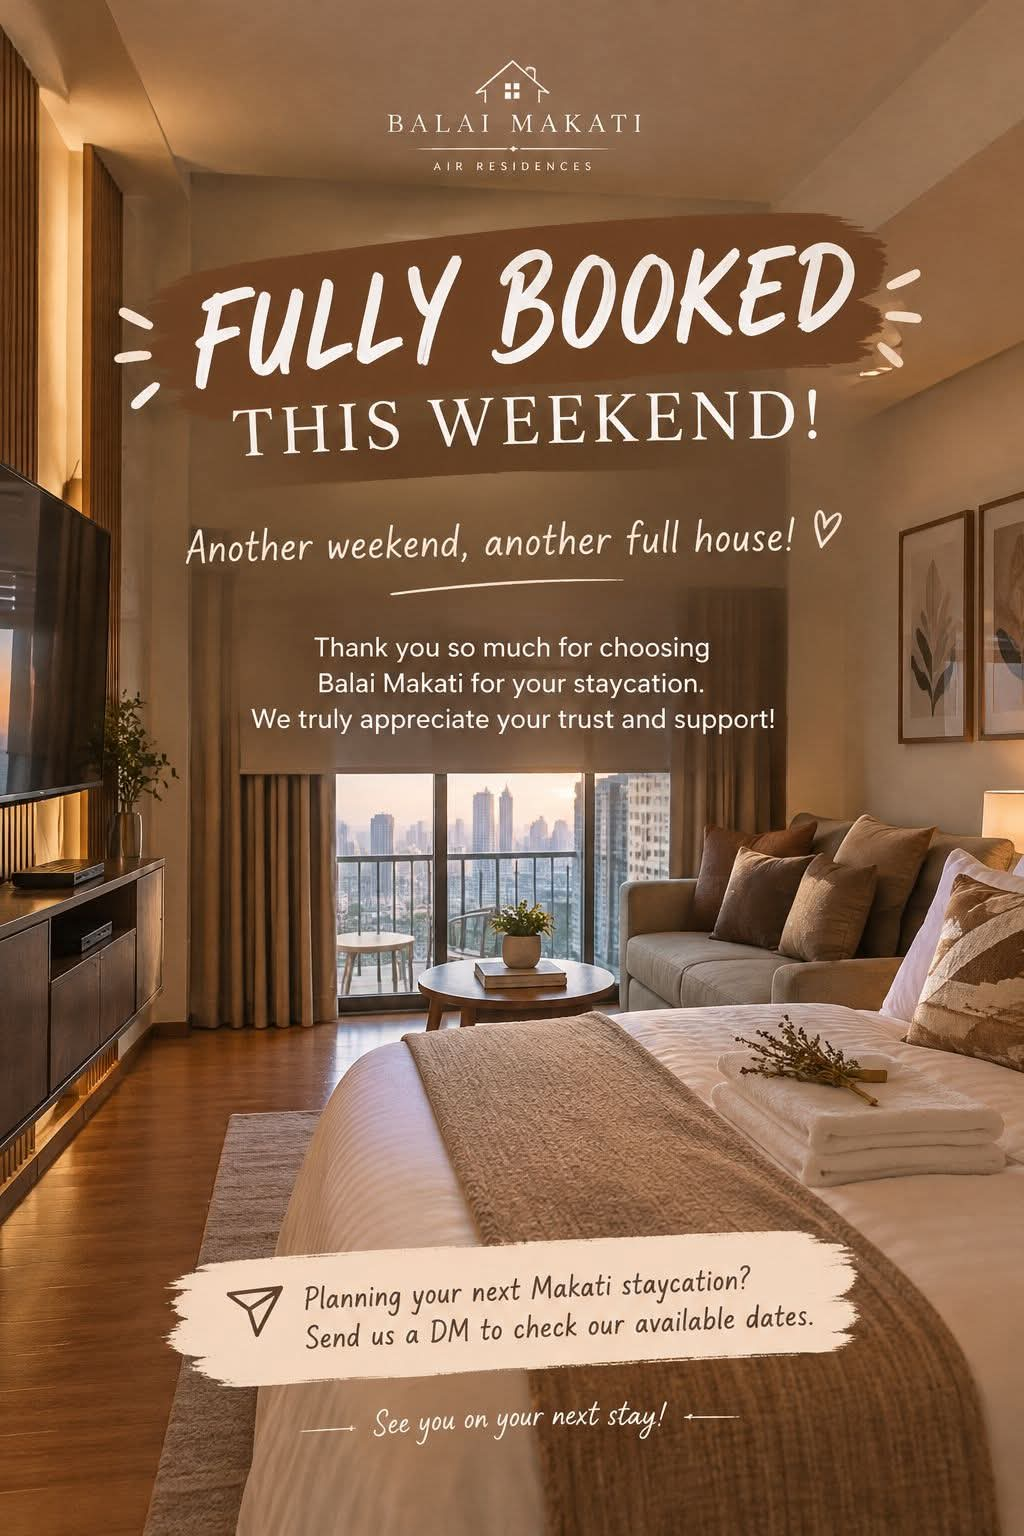 BALAI MAKATI
AIR RESIDENCES
FULLY BOOKED
THIS WEEKEND!
Another weekend, another full house!
Thank you so much for choosing
Balai Makati for your staycation.
We truly appreciate your trust and support!
Planning your next Makati staycation?
Send us a DM to check our available dates.
See you on your next stay!